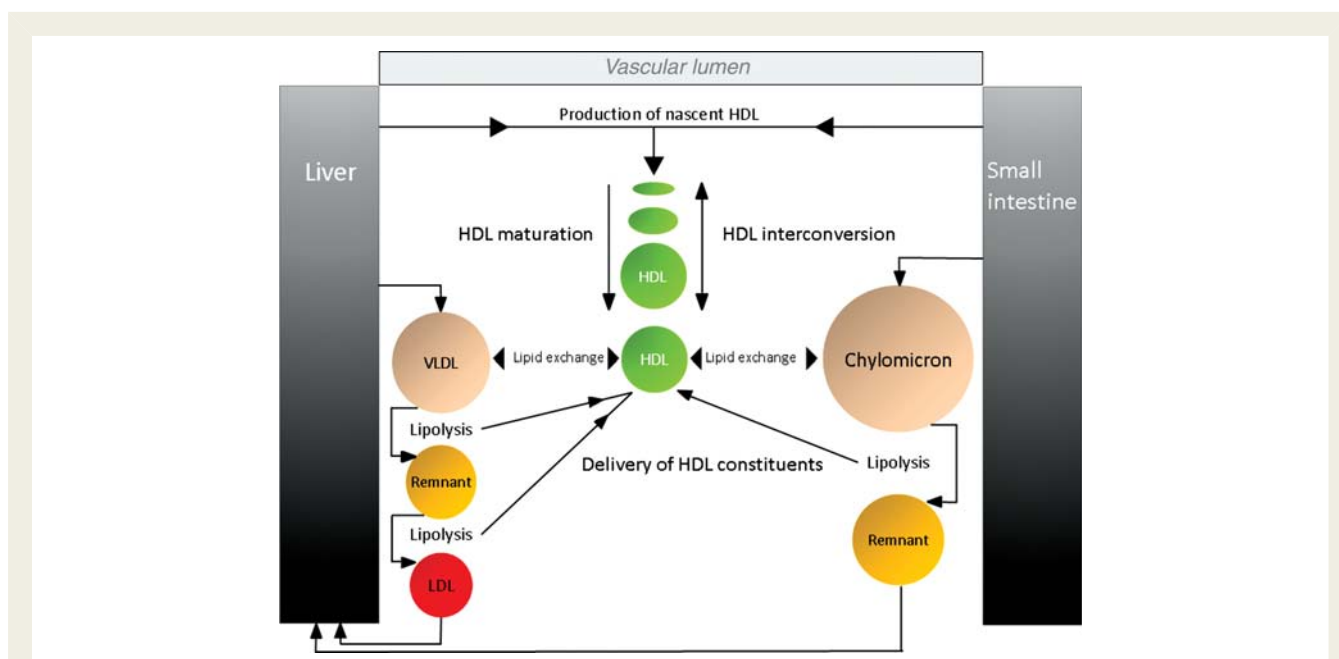 Vascular lumen
Production of nascent HDL
Liver
Small
intestine
HDL maturation
HDL interconversion
HDL
VLDL
Lipid exchange
HDL
Lipid exchange
Chylomicron
Lipolysis
Delivery of HDL constituents
Lipolysis
Remnant
Lipolysis
Remnant
LDL